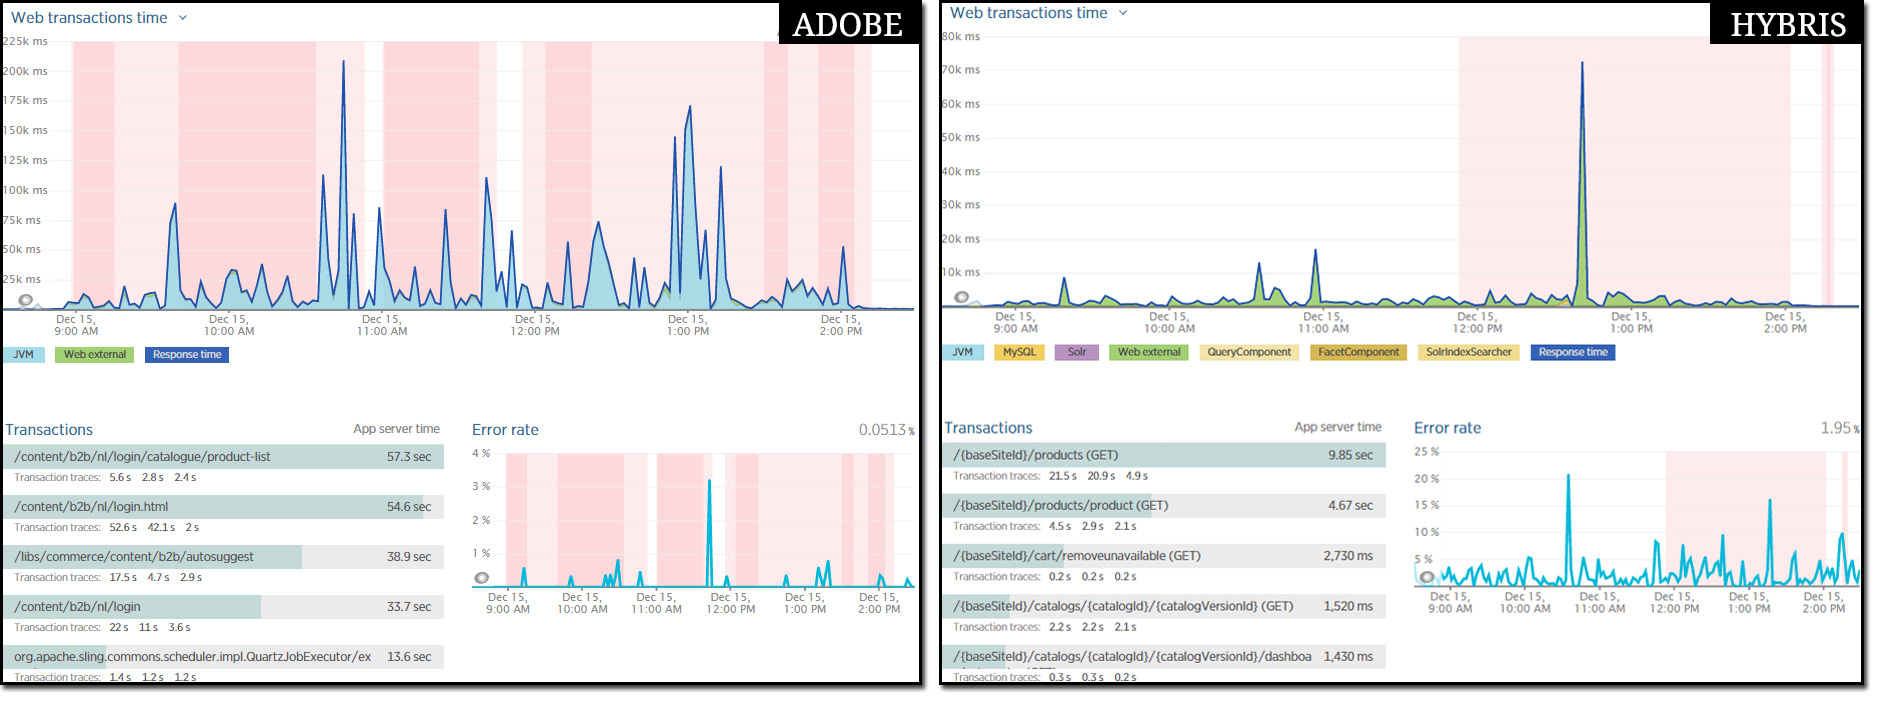 Web transactions time
ADOBE
225k ms
200k ms
175k ms
150k ms
125k ms
100k ms
75k ms
50k ms
25k ms
Dec 15, 9:00 AM
Dec 15, 10:00 AM
Dec 15, 11:00 AM
Dec 15, 12:00 PM
Dec 15, 1:00 PM
Dec 15, 2:00 PM
JVM Web external Response time
Transactions App server time
/content/b2b/nl/login/catalogue/product-list 57.3 sec
Transaction traces: 5.6 s 2.8 s 2.4 s
/content/b2b/nl/login.html 54.6 sec
Transaction traces: 52.6 s 42.1 s 2 s
/libs/commerce/content/b2b/autosuggest 38.9 sec
Transaction traces: 17.5 s 4.7 s 2.9 s
/content/b2b/nl/login 33.7 sec
Transaction traces: 22 s 11 s 3.6 s
org.apache.sling.commons.scheduler.impl.QuartzJobExecutor/ex 13.6 sec
Transaction traces: 1.4 s 1.2 s 1.2 s
Error rate 0.0513 %
4 %
3 %
2 %
1 %
Dec 15, 9:00 AM
Dec 15, 10:00 AM
Dec 15, 11:00 AM
Dec 15, 12:00 PM
Dec 15, 1:00 PM
Dec 15, 2:00 PM
Web transactions time
HYBRIS
80k ms
70k ms
60k ms
50k ms
40k ms
30k ms
20k ms
10k ms
Dec 15, 9:00 AM
Dec 15, 10:00 AM
Dec 15, 11:00 AM
Dec 15, 12:00 PM
Dec 15, 1:00 PM
Dec 15, 2:00 PM
JVM MySQL Solr Web external QueryComponent FacetComponent SolrIndexSearcher Response time
Transactions App server time
/{baseSiteId}/products (GET) 9.85 sec
Transaction traces: 21.5 s 20.9 s 4.9 s
/{baseSiteId}/products/product (GET) 4.67 sec
Transaction traces: 4.5 s 2.9 s 2.1 s
/{baseSiteId}/cart/removeunavailable (GET) 2,730 ms
Transaction traces: 0.2 s 0.2 s 0.2 s
/{baseSiteId}/catalogs/{catalogId}/{catalogVersionId} (GET) 1,520 ms
Transaction traces: 2.2 s 2.2 s 2.1 s
/{baseSiteId}/catalogs/{catalogId}/{catalogVersionId}/dashboa 1,430 ms
Transaction traces: 0.3 s 0.3 s 0.2 s
Error rate 1.95 %
25 %
20 %
15 %
10 %
5 %
Dec 15, 9:00 AM
Dec 15, 10:00 AM
Dec 15, 11:00 AM
Dec 15, 12:00 PM
Dec 15, 1:00 PM
Dec 15, 2:00 PM